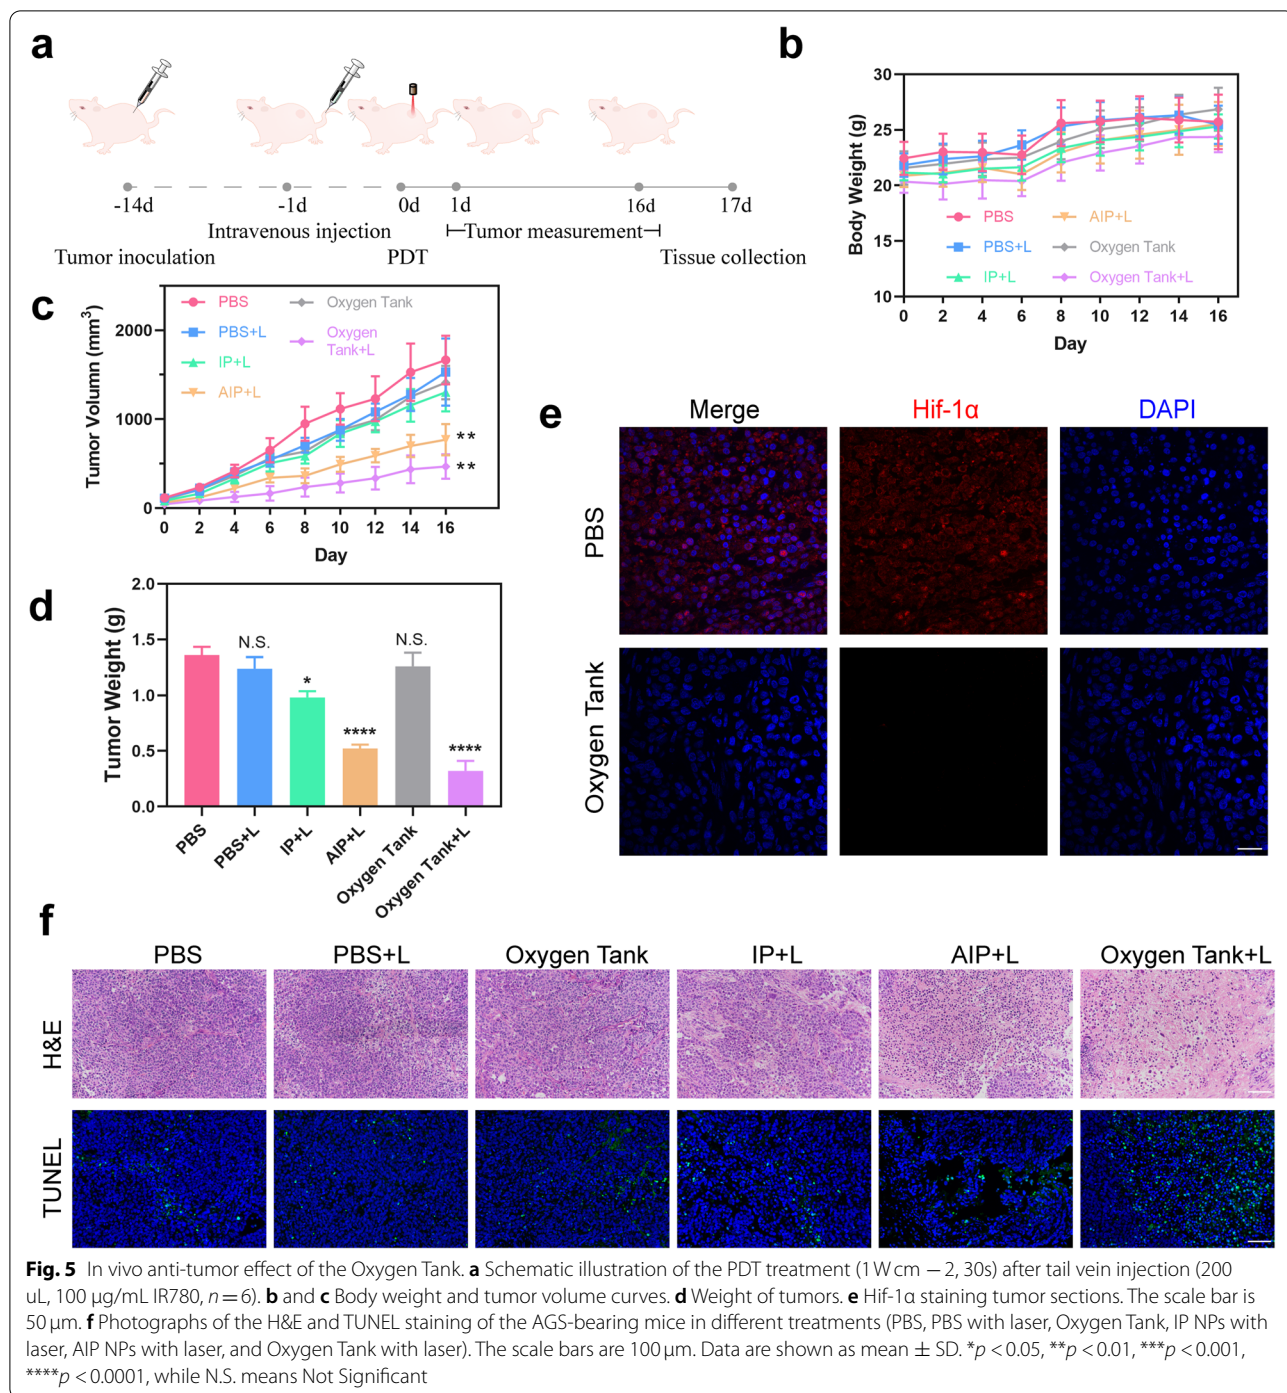 a
-14d
-1d
0d
1d
16d
17d
Intravenous injection
Tumor measurement
Tumor inoculation
PDT
Tissue collection
b
Body Weight (g)
30
25
20
15
10
PBS
AIP+L
PBS+L
Oxygen Tank
IP+L
Oxygen Tank+L
0 2 4 6 8 10 12 14 16
Day
c
Tumor Volumn (mm³)
2000
1000
0
PBS
Oxygen Tank
PBS+L
Oxygen
Tank+L
IP+L
AIP+L
**
**
0 2 4 6 8 10 12 14 16
Day
d
Tumor Weight (g)
2.0
1.5
1.0
0.5
0.0
N.S.
*
****
N.S.
****
PBS
PBS+L
IP+L
AIP+L
Oxygen Tank
Oxygen Tank+L
e
Merge
Hif-1α
DAPI
PBS
Oxygen Tank
f
PBS
PBS+L
Oxygen Tank
IP+L
AIP+L
Oxygen Tank+L
H&E
TUNEL
Fig. 5 In vivo anti-tumor effect of the Oxygen Tank. a Schematic illustration of the PDT treatment (1 W cm − 2, 30s) after tail vein injection (200
uL, 100 μg/mL IR780, n = 6). b and c Body weight and tumor volume curves. d Weight of tumors. e Hif-1α staining tumor sections. The scale bar is
50 μm. f Photographs of the H&E and TUNEL staining of the AGS-bearing mice in different treatments (PBS, PBS with laser, Oxygen Tank, IP NPs with
laser, AIP NPs with laser, and Oxygen Tank with laser). The scale bars are 100 μm. Data are shown as mean ± SD. *p < 0.05, **p < 0.01, ***p < 0.001,
****p < 0.0001, while N.S. means Not Significant